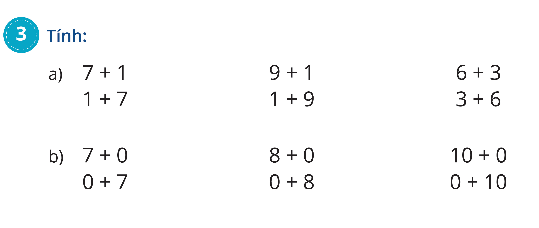 3 Tính:
a) 7 + 1 9 + 1 6 + 3
1 + 7 1 + 9 3 + 6
b) 7 + 0 8 + 0 10 + 0
0 + 7 0 + 8 0 + 10